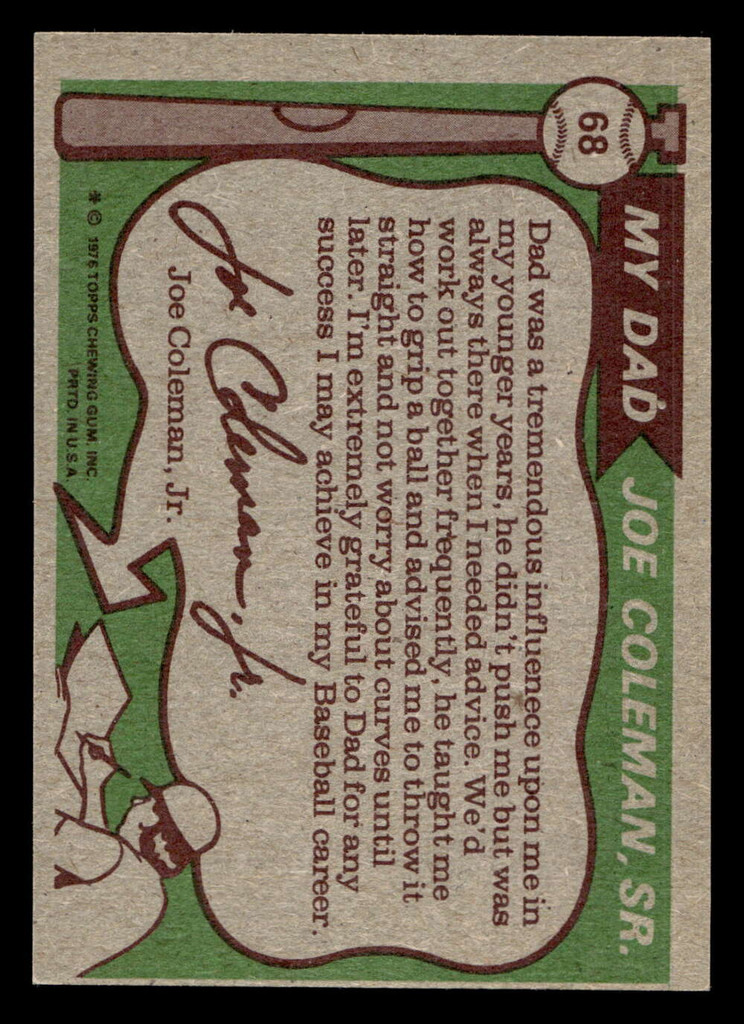 68
MY DAD JOE COLEMAN, SR.
Dad was a tremendous influenece upon me in
my younger years, he didn't push me but was
always there when I needed advice. We'd
work out together frequently, he taught me
how to grip a ball and advised me to throw it
straight and not worry about curves until
later. I'm extremely grateful to Dad for any
success I may achieve in my Baseball career.
Joe Coleman, Jr.
Joe Coleman, Jr.
* © 1976 TOPPS CHEWING GUM, INC.
PRTD. IN U.S.A.